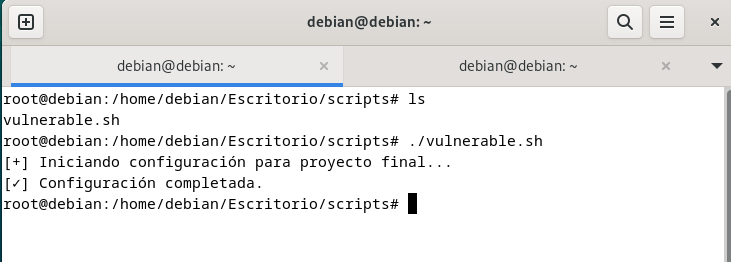 debian@debian: ~
debian@debian: ~
debian@debian: ~
root@debian:/home/debian/Escritorio/scripts# ls
vulnerable.sh
root@debian:/home/debian/Escritorio/scripts# ./vulnerable.sh
[+] Iniciando configuración para proyecto final...
[✓] Configuración completada.
root@debian:/home/debian/Escritorio/scripts#